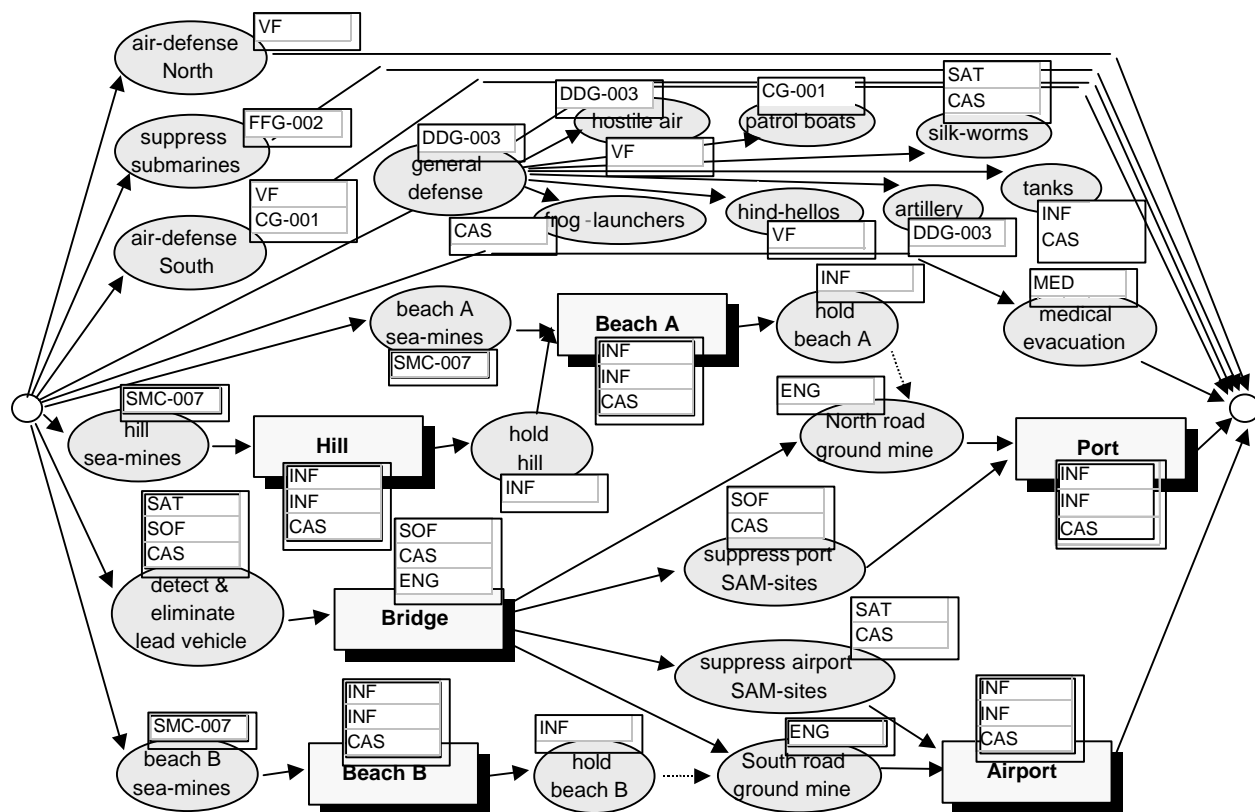 VF
air-defense
North
FFG-002
suppress
submarines
VF
CG-001
air-defense
South
DDG-003
general
defense
DDG-003
hostile air
CG-001
patrol boats
SAT
CAS
silk-worms
VF
tanks
INF
CAS
frog-launchers
hind-hellos
VF
artillery
DDG-003
CAS
MED
medical
evacuation
beach A
sea-mines
SMC-007
Beach A
INF
INF
CAS
INF
hold
beach A
SMC-007
hill
sea-mines
Hill
INF
INF
CAS
hold
hill
INF
ENG
North road
ground mine
Port
INF
INF
CAS
SAT
SOF
CAS
detect &
eliminate
lead vehicle
SOF
CAS
ENG
Bridge
SOF
CAS
suppress port
SAM-sites
SAT
CAS
suppress airport
SAM-sites
SMC-007
beach B
sea-mines
INF
INF
CAS
Beach B
INF
hold
beach B
ENG
South road
ground mine
INF
INF
CAS
Airport